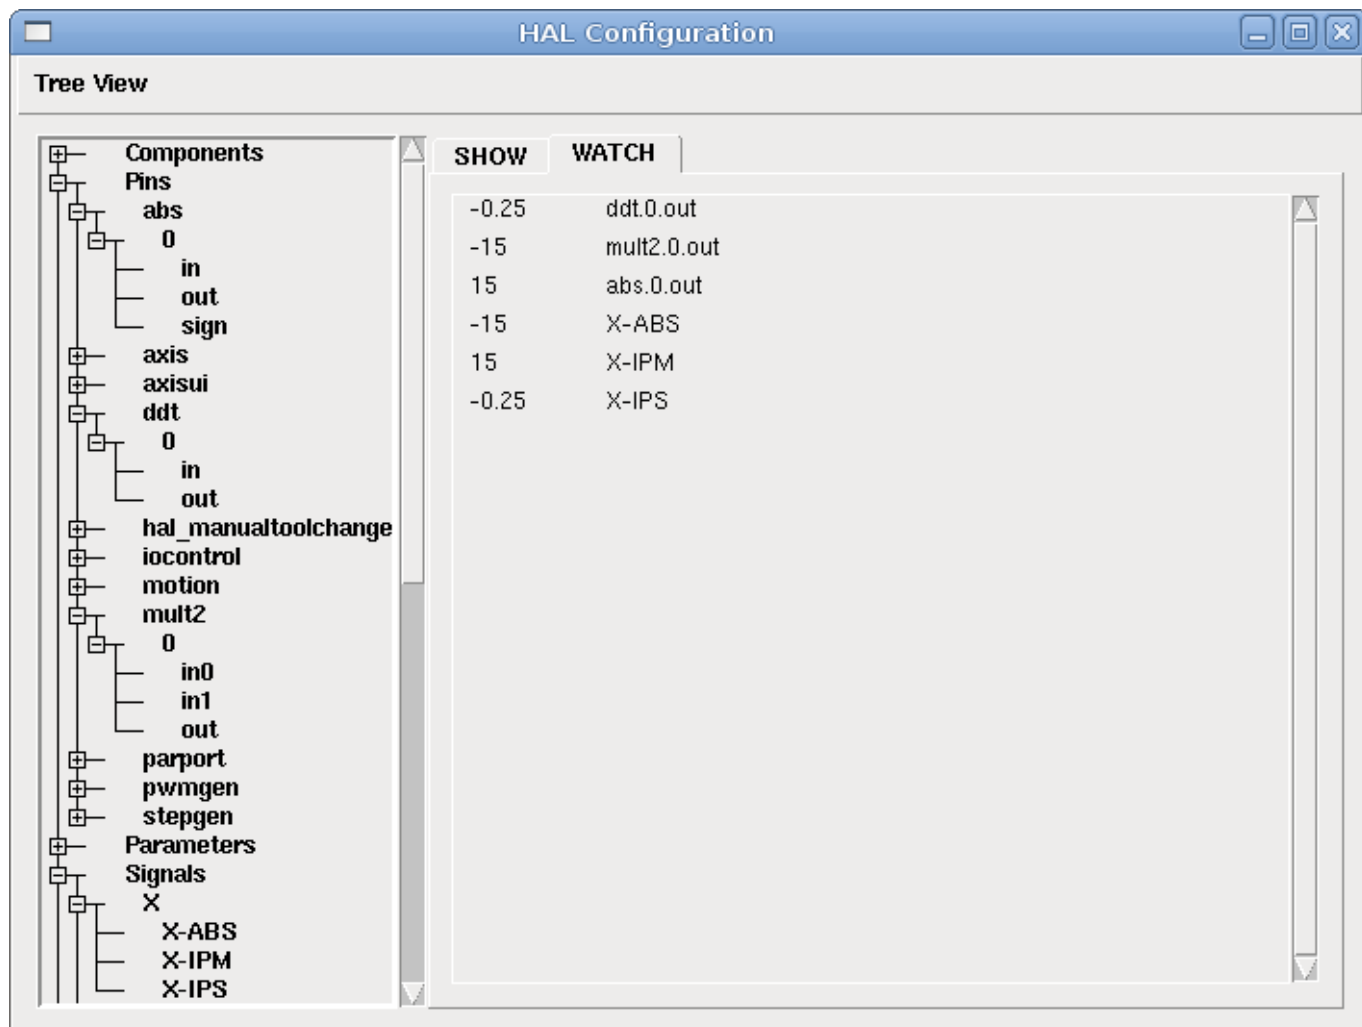 HAL Configuration
Tree View
Components
Pins
abs
0
in
out
sign
axis
axisui
ddt
0
in
out
hal_manualtoolchange
iocontrol
motion
mult2
0
in0
in1
out
parport
pwmgen
stepgen
Parameters
Signals
X
X-ABS
X-IPM
X-IPS
SHOW WATCH
-0.25 ddt.0.out
-15 mult2.0.out
15 abs.0.out
-15 X-ABS
15 X-IPM
-0.25 X-IPS